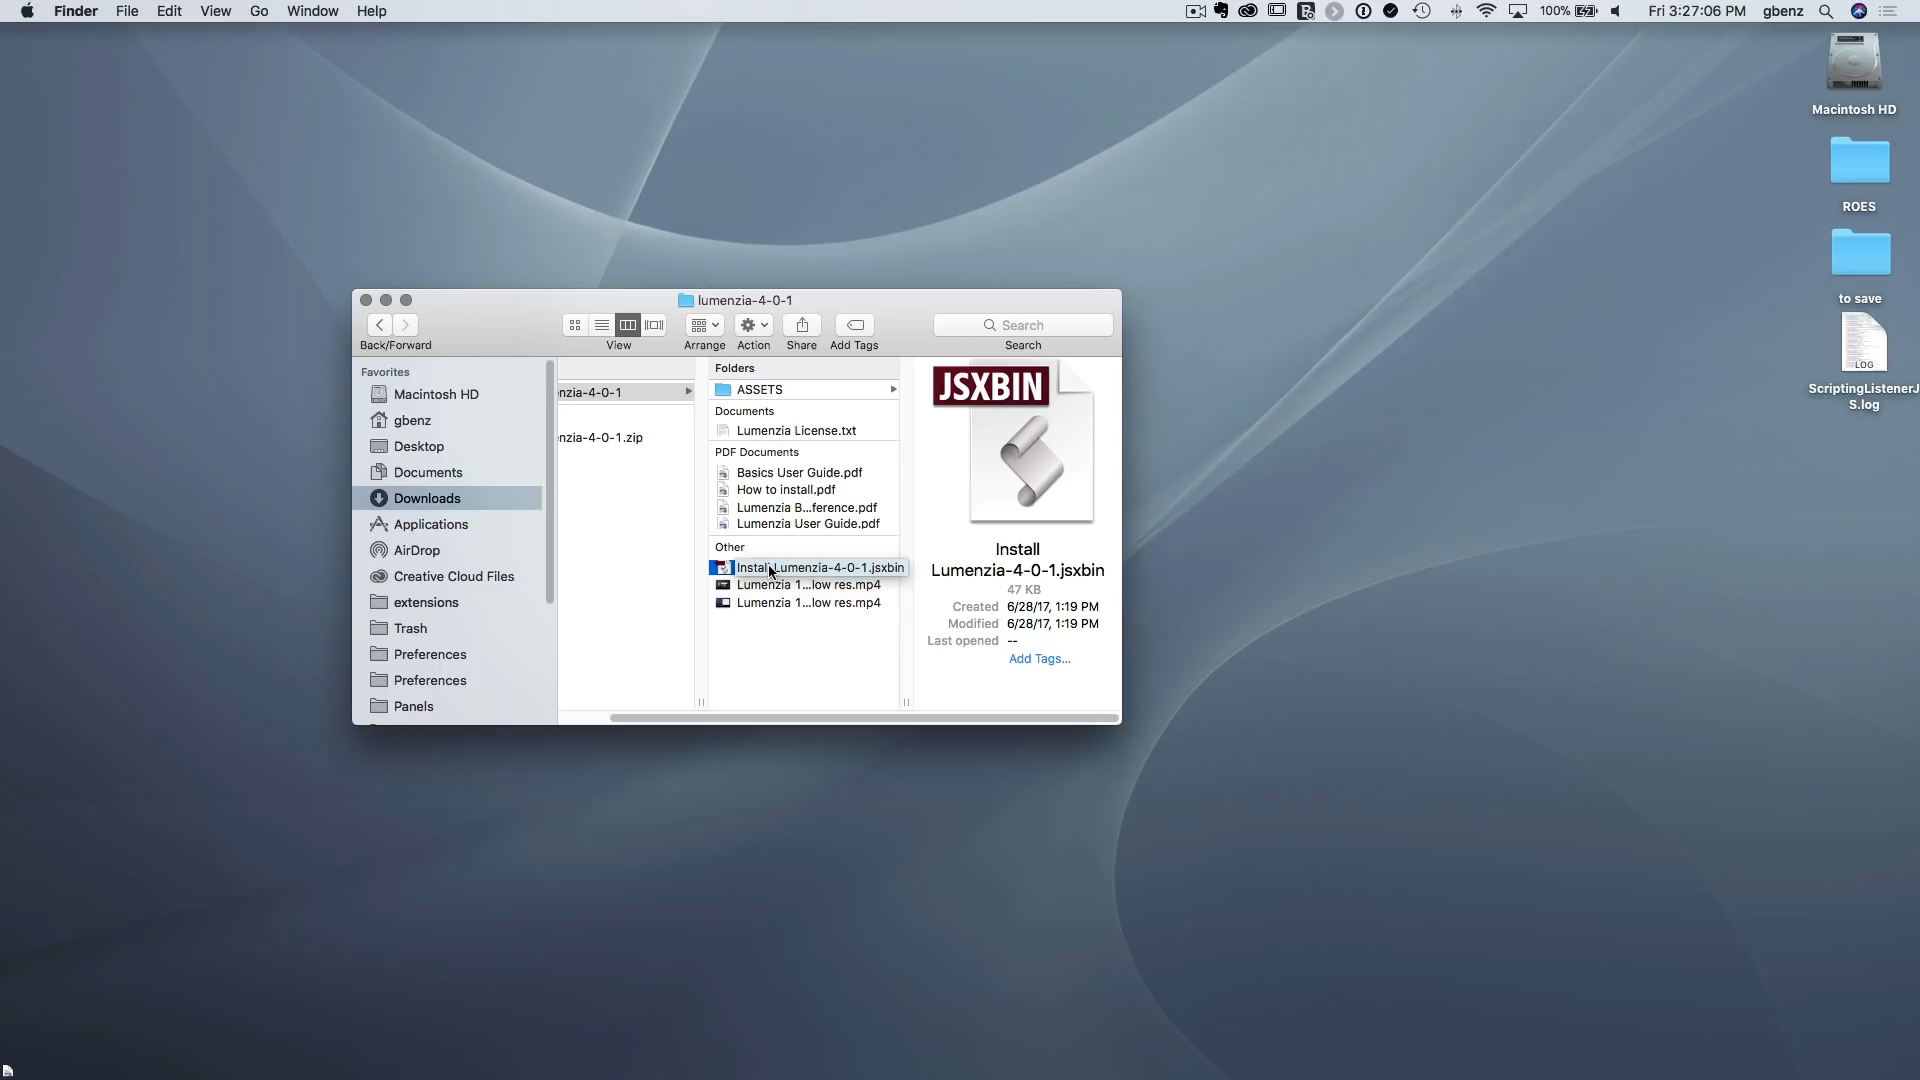 Finder File Edit View Go Window Help
100% Fri 3:27:06 PM gbenz
Macintosh HD
ROES
to save
LOG
ScriptingListenerJ
S.log
lumenzia-4-0-1
Search
Back/Forward View Arrange Action Share Add Tags Search
Favorites
Macintosh HD
gbenz
Desktop
Documents
Downloads
Applications
AirDrop
Creative Cloud Files
extensions
Trash
Preferences
Preferences
Panels
enzia-4-0-1
enzia-4-0-1.zip
Folders
ASSETS
Documents
Lumenzia License.txt
PDF Documents
Basics User Guide.pdf
How to install.pdf
Lumenzia B...ference.pdf
Lumenzia User Guide.pdf
Other
Install Lumenzia-4-0-1.jsxbin
Lumenzia 1...low res.mp4
Lumenzia 1...low res.mp4
JSXBIN
Install
Lumenzia-4-0-1.jsxbin
47 KB
Created 6/28/17, 1:19 PM
Modified 6/28/17, 1:19 PM
Last opened --
Add Tags...